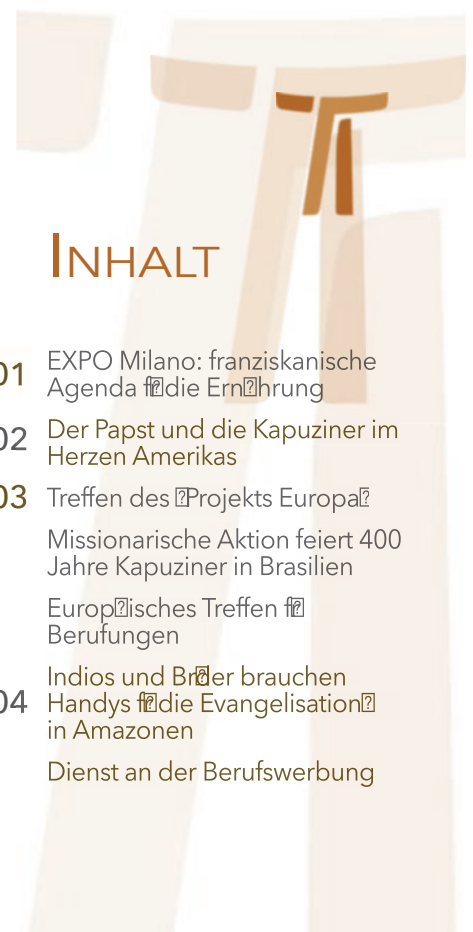 INHALT
01 EXPO Milano: franziskanische
Agenda f⍰die Ern⍰hrung
02 Der Papst und die Kapuziner im
Herzen Amerikas
03 Treffen des ⍰Projekts Europa⍰
Missionarische Aktion feiert 400
Jahre Kapuziner in Brasilien
Europ⍰isches Treffen f⍰
Berufungen
Indios und Br⍰der brauchen
04 Handys f⍰die Evangelisation⍰
in Amazonen
Dienst an der Berufswerbung